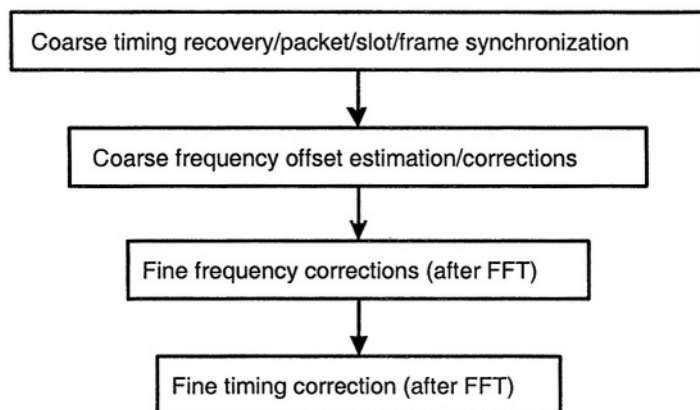 Coarse timing recovery/packet/slot/frame synchronization
Coarse frequency offset estimation/corrections
Fine frequency corrections (after FFT)
Fine timing correction (after FFT)